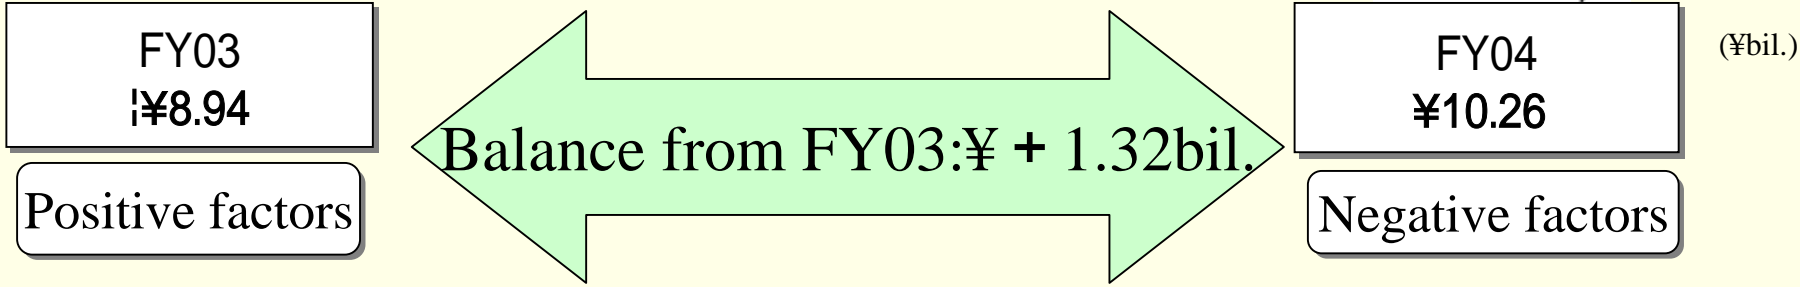 FY03
¦¥8.94
Balance from FY03:¥ + 1.32bil.
FY04
¥10.26
(¥bil.)
Positive factors
Negative factors